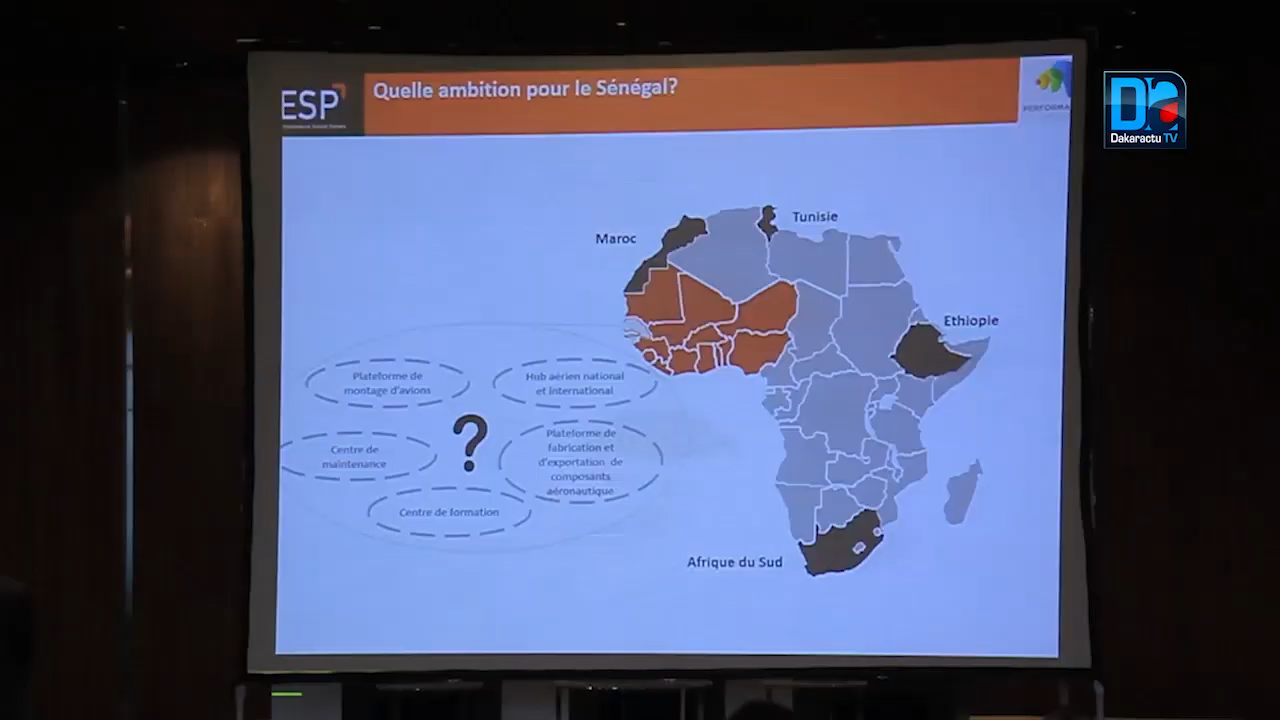 ESP
Quelle ambition pour le Sénégal?
PERFORMA
Dakaractu TV
Tunisie
Maroc
Ethiopie
Plateforme de
montage d'avions
Hub aérien national
et international
?
Centre de
maintenance
Plateforme de
fabrication et
d'exportation de
composants
aéronautique
Centre de formation
Afrique du Sud